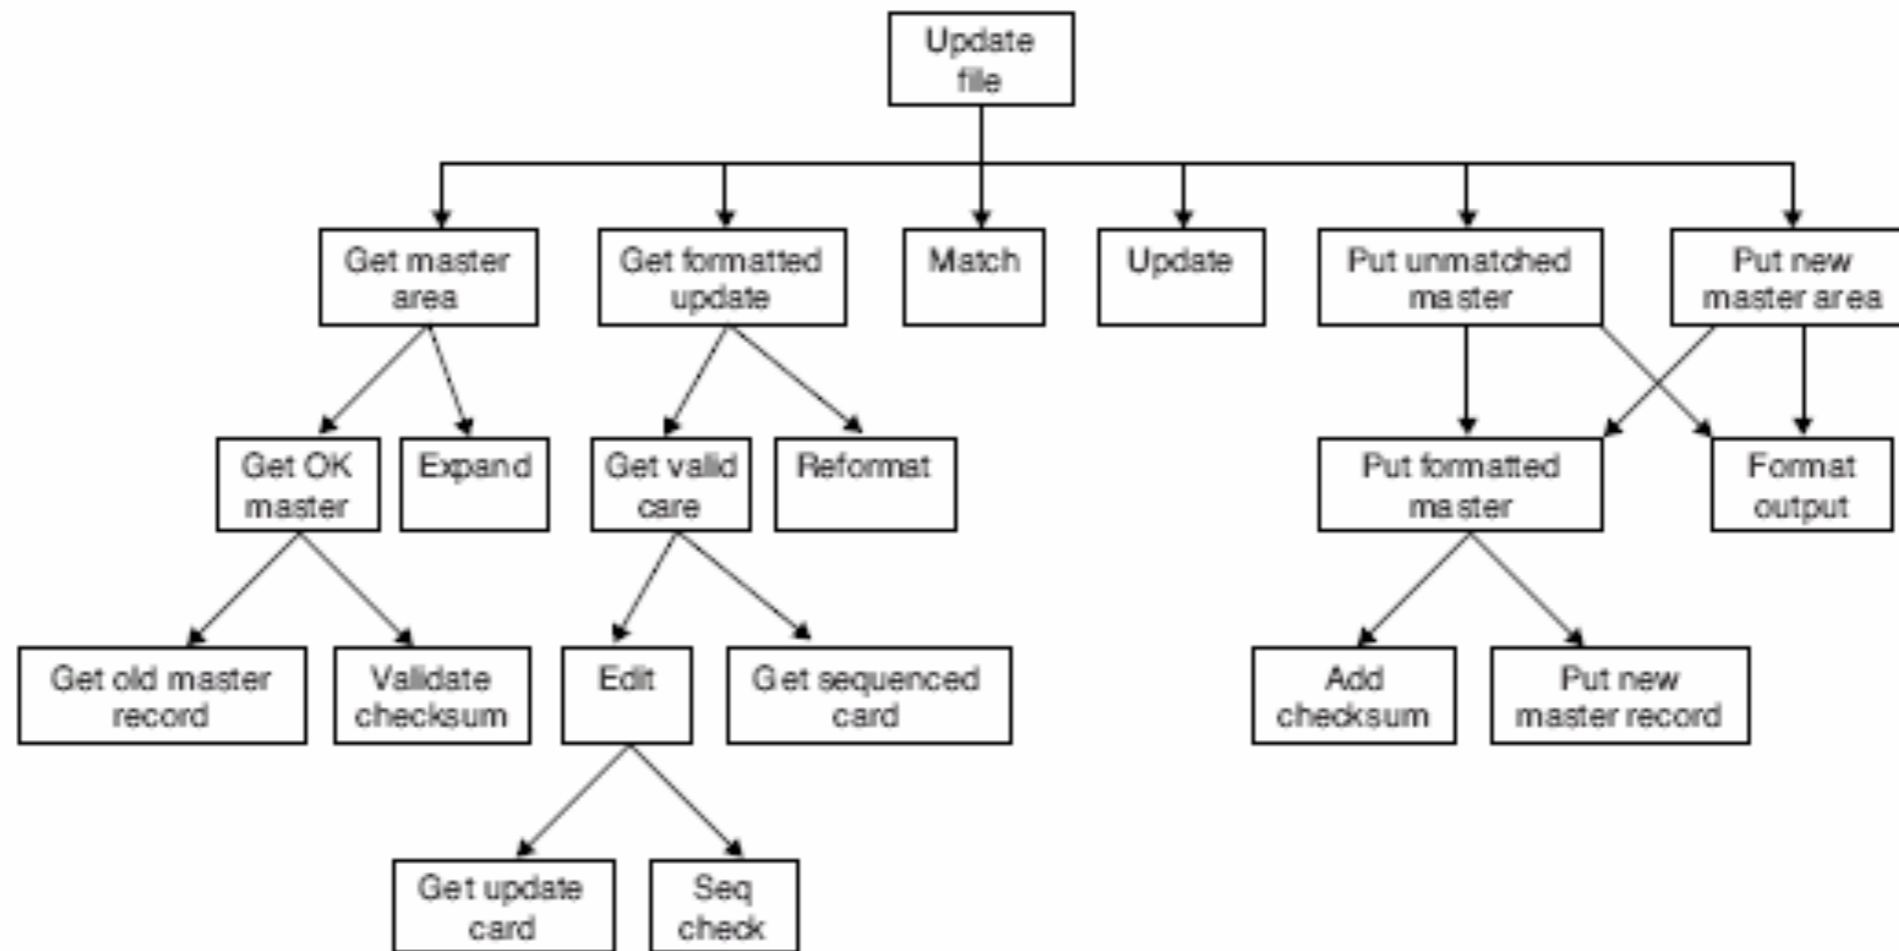 Update
file
Get master
area
Get formatted
update
Match
Update
Put unmatched
master
Put new
master area
Get OK
master
Expand
Get valid
care
Reformat
Put formatted
master
Format
output
Get old master
record
Validate
checksum
Edit
Get sequenced
card
Add
checksum
Put new
master record
Get update
card
Seq
check